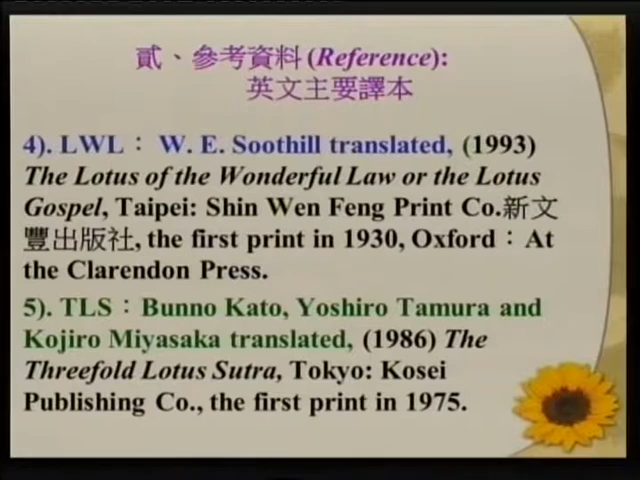 貳、參考資料(Reference):
英文主要譯本
4). LWL： W. E. Soothill translated, (1993)
The Lotus of the Wonderful Law or the Lotus
Gospel, Taipei: Shin Wen Feng Print Co.新文
豐出版社, the first print in 1930, Oxford：At
the Clarendon Press.
5). TLS：Bunno Kato, Yoshiro Tamura and
Kojiro Miyasaka translated, (1986) The
Threefold Lotus Sutra, Tokyo: Kosei
Publishing Co., the first print in 1975.